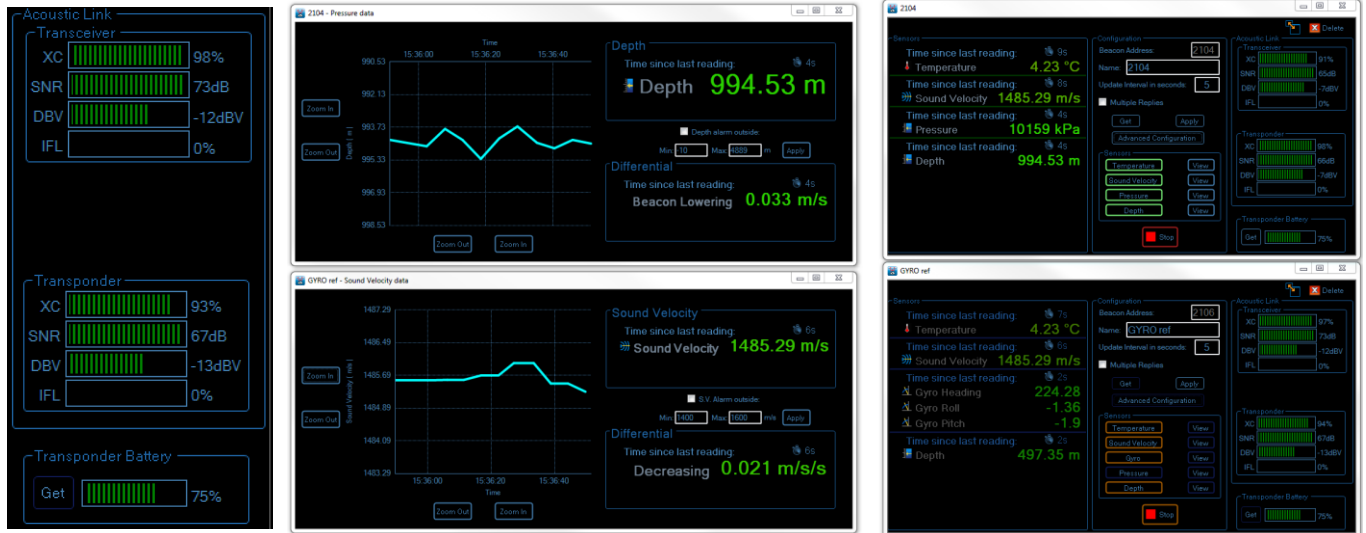 Acoustic Link
Transceiver
XC 98%
SNR 73dB
DBV -12dBV
IFL 0%
Transponder
XC 93%
SNR 67dB
DBV -13dBV
IFL 0%
Transponder Battery
Get 75%
2104 - Pressure data
Time
15:36:00 15:36:20 15:36:40
990.53
992.13
993.73
995.33
996.93
998.53
Depth ( m )
Zoom In
Zoom Out
Zoom Out Zoom In
Depth
Time since last reading: 4s
Depth 994.53 m
Depth alarm outside:
Min: -10 Max: 4889 m Apply
Differential
Time since last reading: 4s
Beacon Lowering 0.033 m/s
GYRO ref - Sound Velocity data
1487.29
1486.49
1485.69
1484.89
1484.09
1483.29
Sound Velocity ( m/s )
15:36:00 15:36:20 15:36:40
Time
Zoom In
Zoom Out
Zoom Out Zoom In
Sound Velocity
Time since last reading: 6s
Sound Velocity 1485.29 m/s
S.V. Alarm outside:
Min: 1400 Max: 1600 m/s Apply
Differential
Time since last reading: 6s
Decreasing 0.021 m/s/s
2104
Delete
Sensors
Time since last reading: 9s
Temperature 4.23 °C
Time since last reading: 8s
Sound Velocity 1485.29 m/s
Time since last reading: 4s
Pressure 10159 kPa
Time since last reading: 4s
Depth 994.53 m
Configuration
Beacon Address: 2104
Name: 2104
Update Interval in seconds: 5
Multiple Replies
Get Apply
Advanced Configuration
Sensors
Temperature View
Sound Velocity View
Pressure View
Depth View
Stop
Acoustic Link
Transceiver
XC 91%
SNR 65dB
DBV -7dBV
IFL 0%
Transponder
XC 98%
SNR 66dB
DBV -7dBV
IFL 0%
Transponder Battery
Get 75%
GYRO ref
Delete
Sensors
Time since last reading: 7s
Temperature 4.23 °C
Time since last reading: 6s
Sound Velocity 1485.29 m/s
Time since last reading: 2s
Gyro Heading 224.28
Gyro Roll -1.36
Gyro Pitch -1.9
Time since last reading: 2s
Depth 497.35 m
Configuration
Beacon Address: 2106
Name: GYRO ref
Update Interval in seconds: 5
Multiple Replies
Get Apply
Advanced Configuration
Sensors
Temperature View
Sound Velocity View
Gyro View
Pressure View
Depth View
Stop
Acoustic Link
Transceiver
XC 97%
SNR 73dB
DBV -12dBV
IFL 0%
Transponder
XC 94%
SNR 67dB
DBV -13dBV
IFL 0%
Transponder Battery
Get 75%